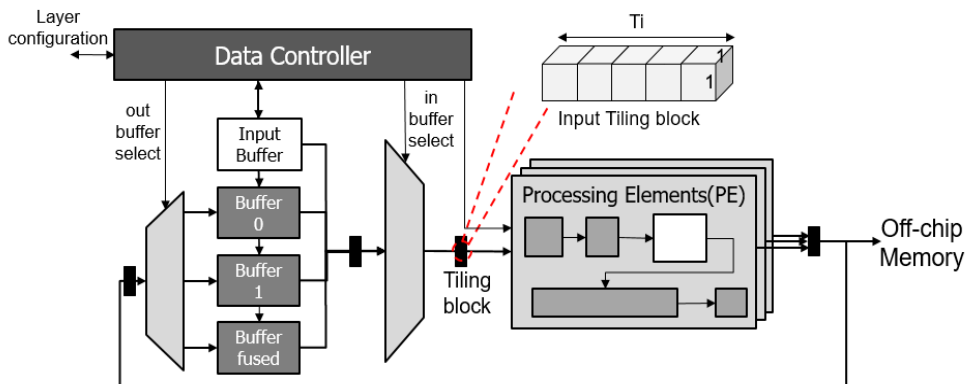 Layer
configuration
Data Controller
Ti
1
1
Input Tiling block
out
buffer
select
in
buffer
select
Input
Buffer
Buffer
0
Buffer
1
Buffer
fused
Tiling
block
Processing Elements(PE)
Off-chip
Memory